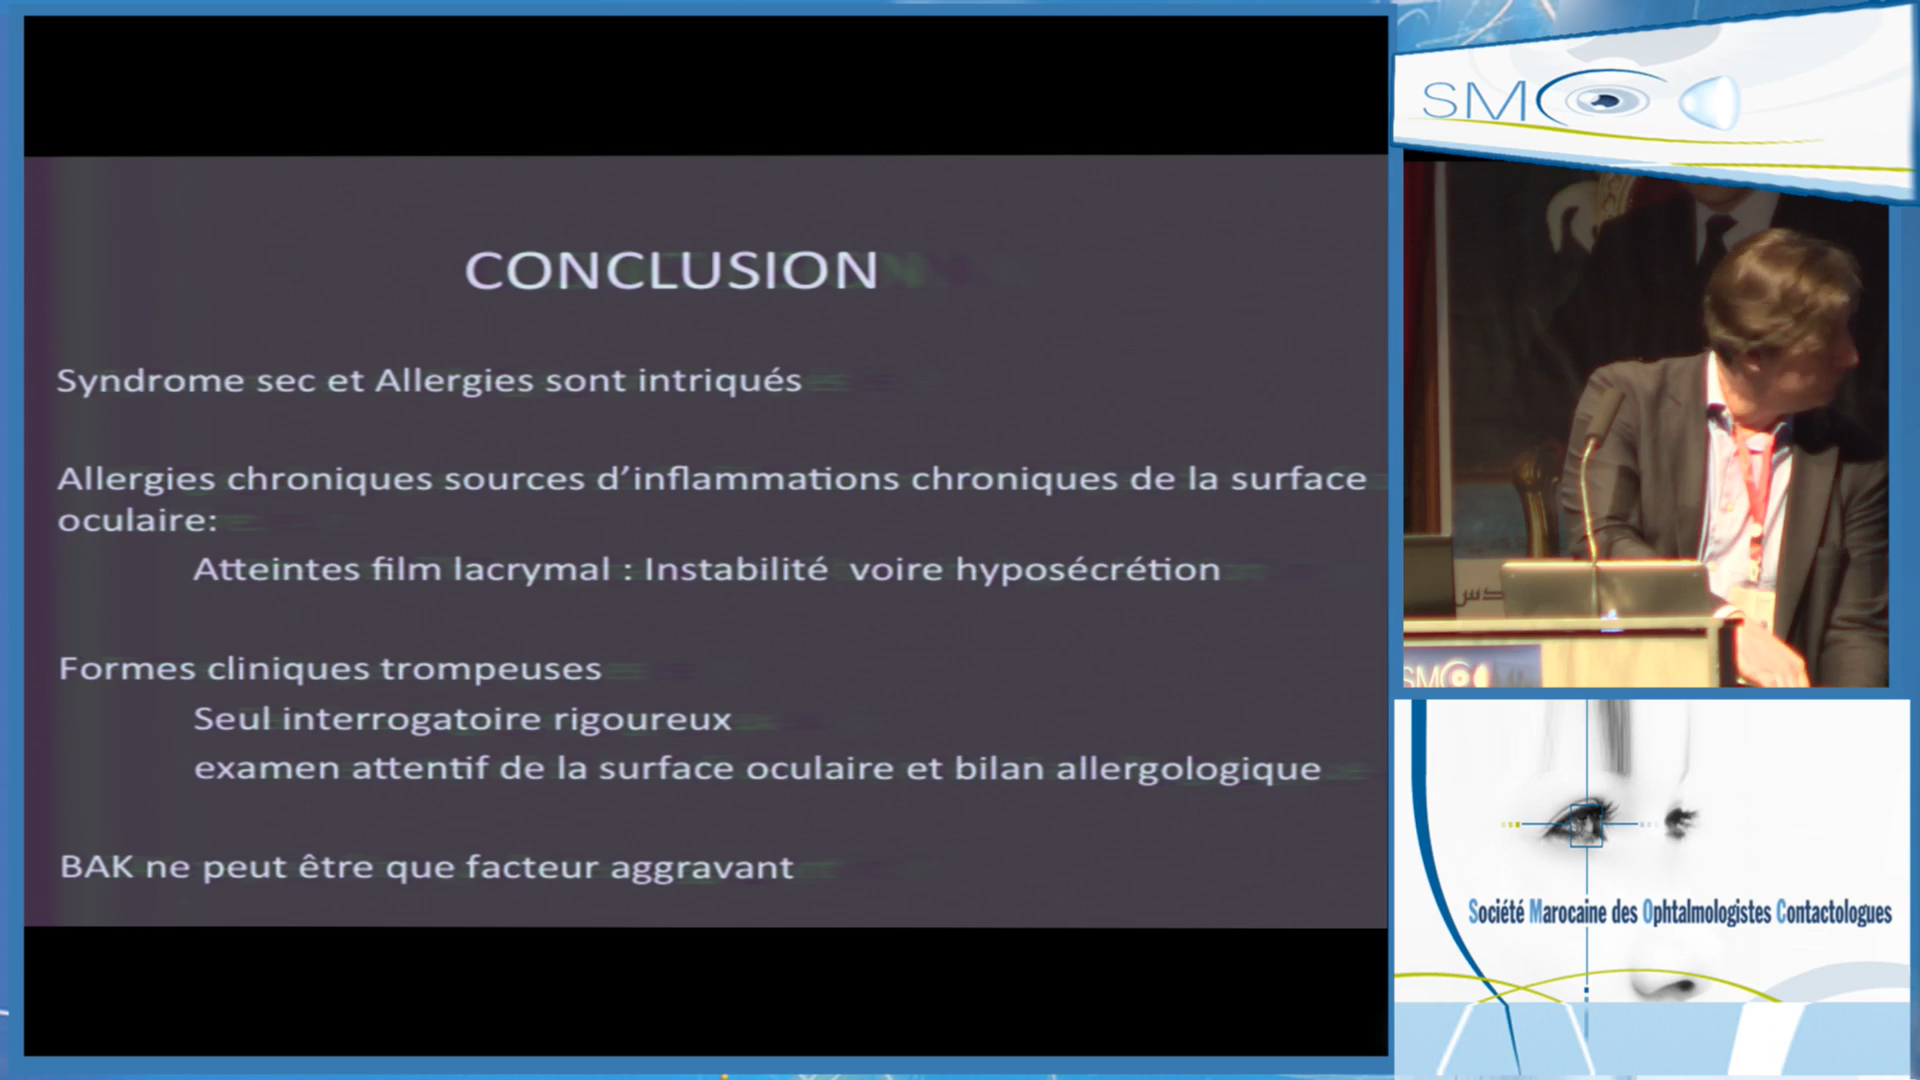 CONCLUSION
Syndrome sec et Allergies sont intriqués
Allergies chroniques sources d’inflammations chroniques de la surface
oculaire:
Atteintes film lacrymal : Instabilité voire hyposécrétion
Formes cliniques trompeuses
Seul interrogatoire rigoureux
examen attentif de la surface oculaire et bilan allergologique
BAK ne peut être que facteur aggravant
SMO
SMO
Société Marocaine des Ophtalmologistes Contactologues